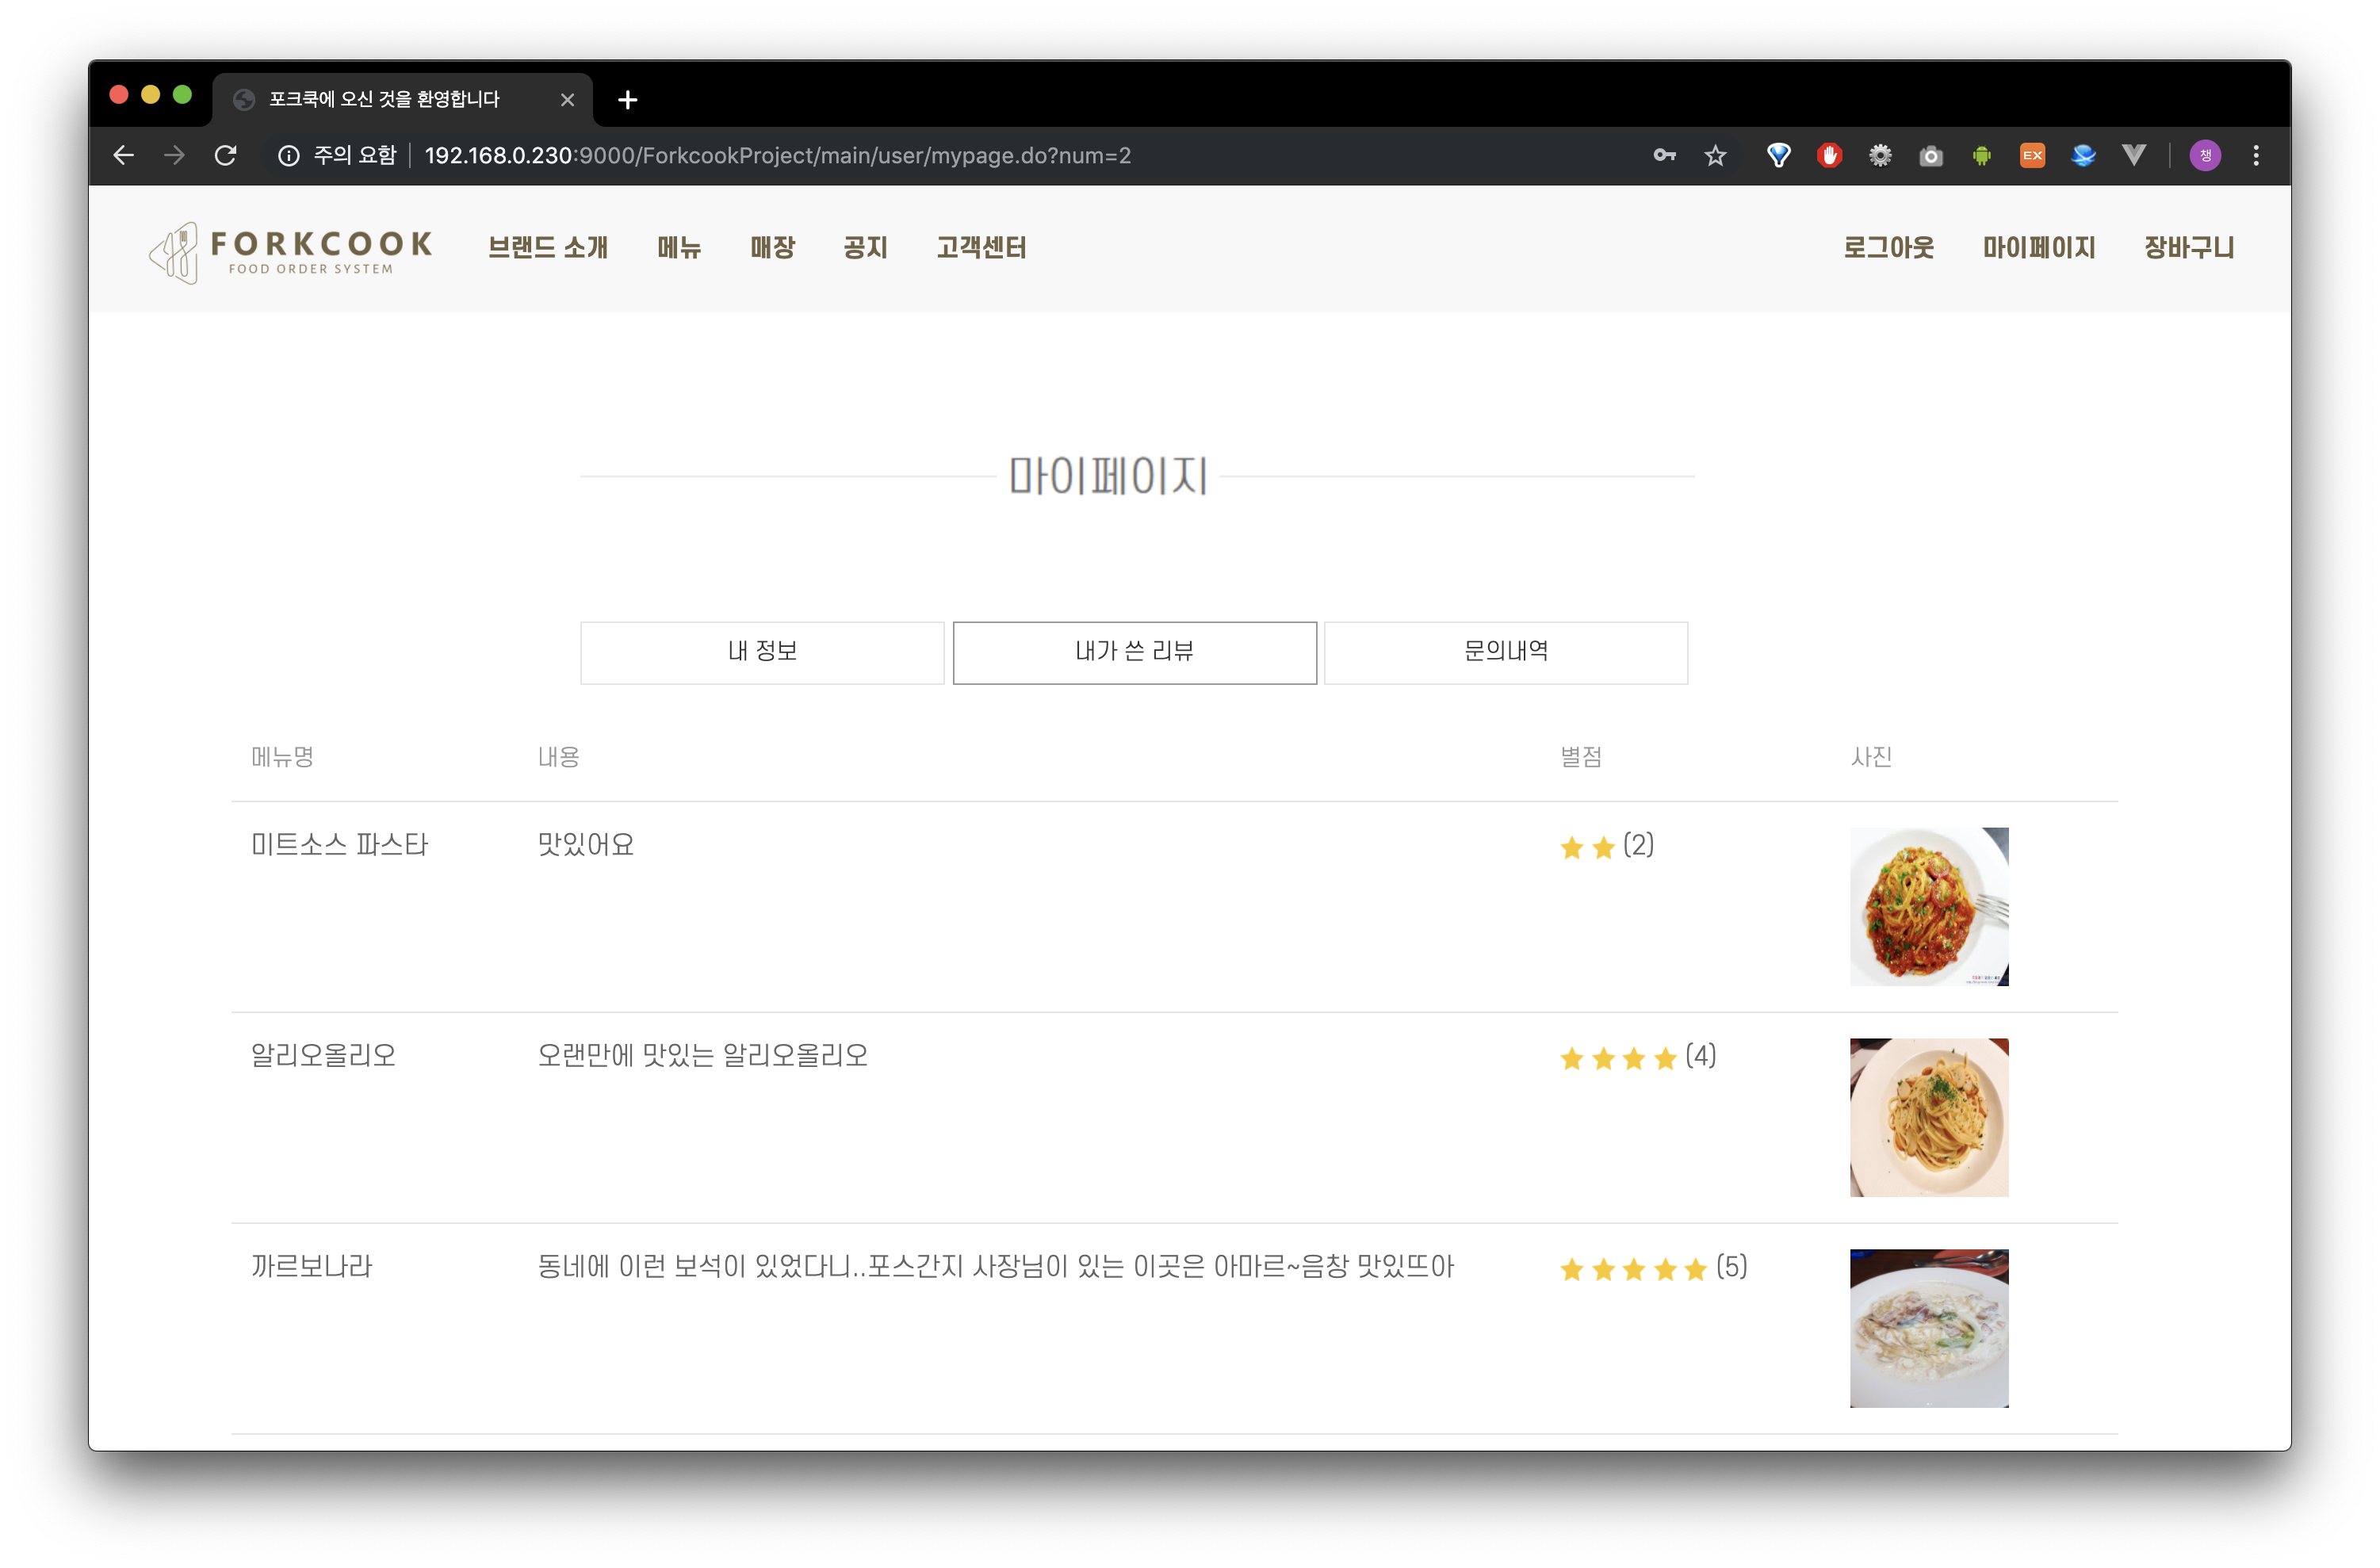 포크쿡에 오신 것을 환영합니다
주의 요함 192.168.0.230:9000/ForkcookProject/main/user/mypage.do?num=2
EX
챙
FORKCOOK
FOOD ORDER SYSTEM
브랜드 소개 메뉴 매장 공지 고객센터 로그아웃 마이페이지 장바구니
마이페이지
내 정보 내가 쓴 리뷰 문의내역
메뉴명 내용 별점 사진
미트소스 파스타 맛있어요 (2)
알리오올리오 오랜만에 맛있는 알리오올리오 (4)
까르보나라 동네에 이런 보석이 있었다니..포스간지 사장님이 있는 이곳은 아마르~음창 맛있뜨아 (5)